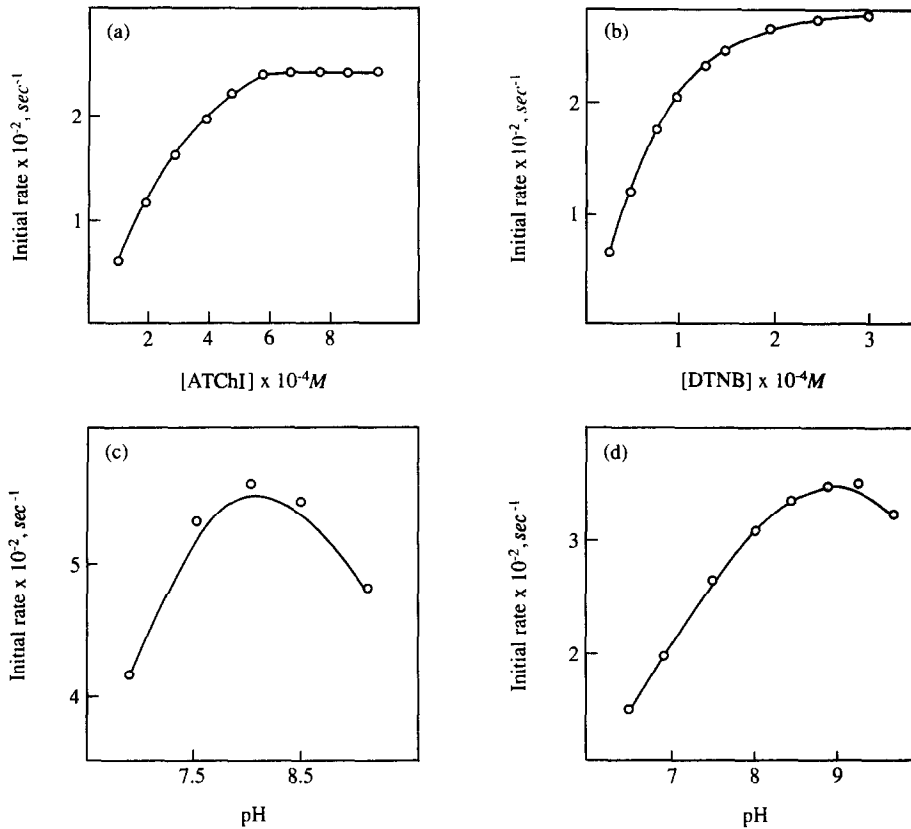 (a)
Initial rate x 10⁻², sec⁻¹
2
1
2
4
6
8
[ATChI] x 10⁻⁴M
(b)
Initial rate x 10⁻², sec⁻¹
2
1
1
2
3
[DTNB] x 10⁻⁴M
(c)
Initial rate x 10⁻², sec⁻¹
5
4
7.5
8.5
pH
(d)
Initial rate x 10⁻², sec⁻¹
3
2
7
8
9
pH